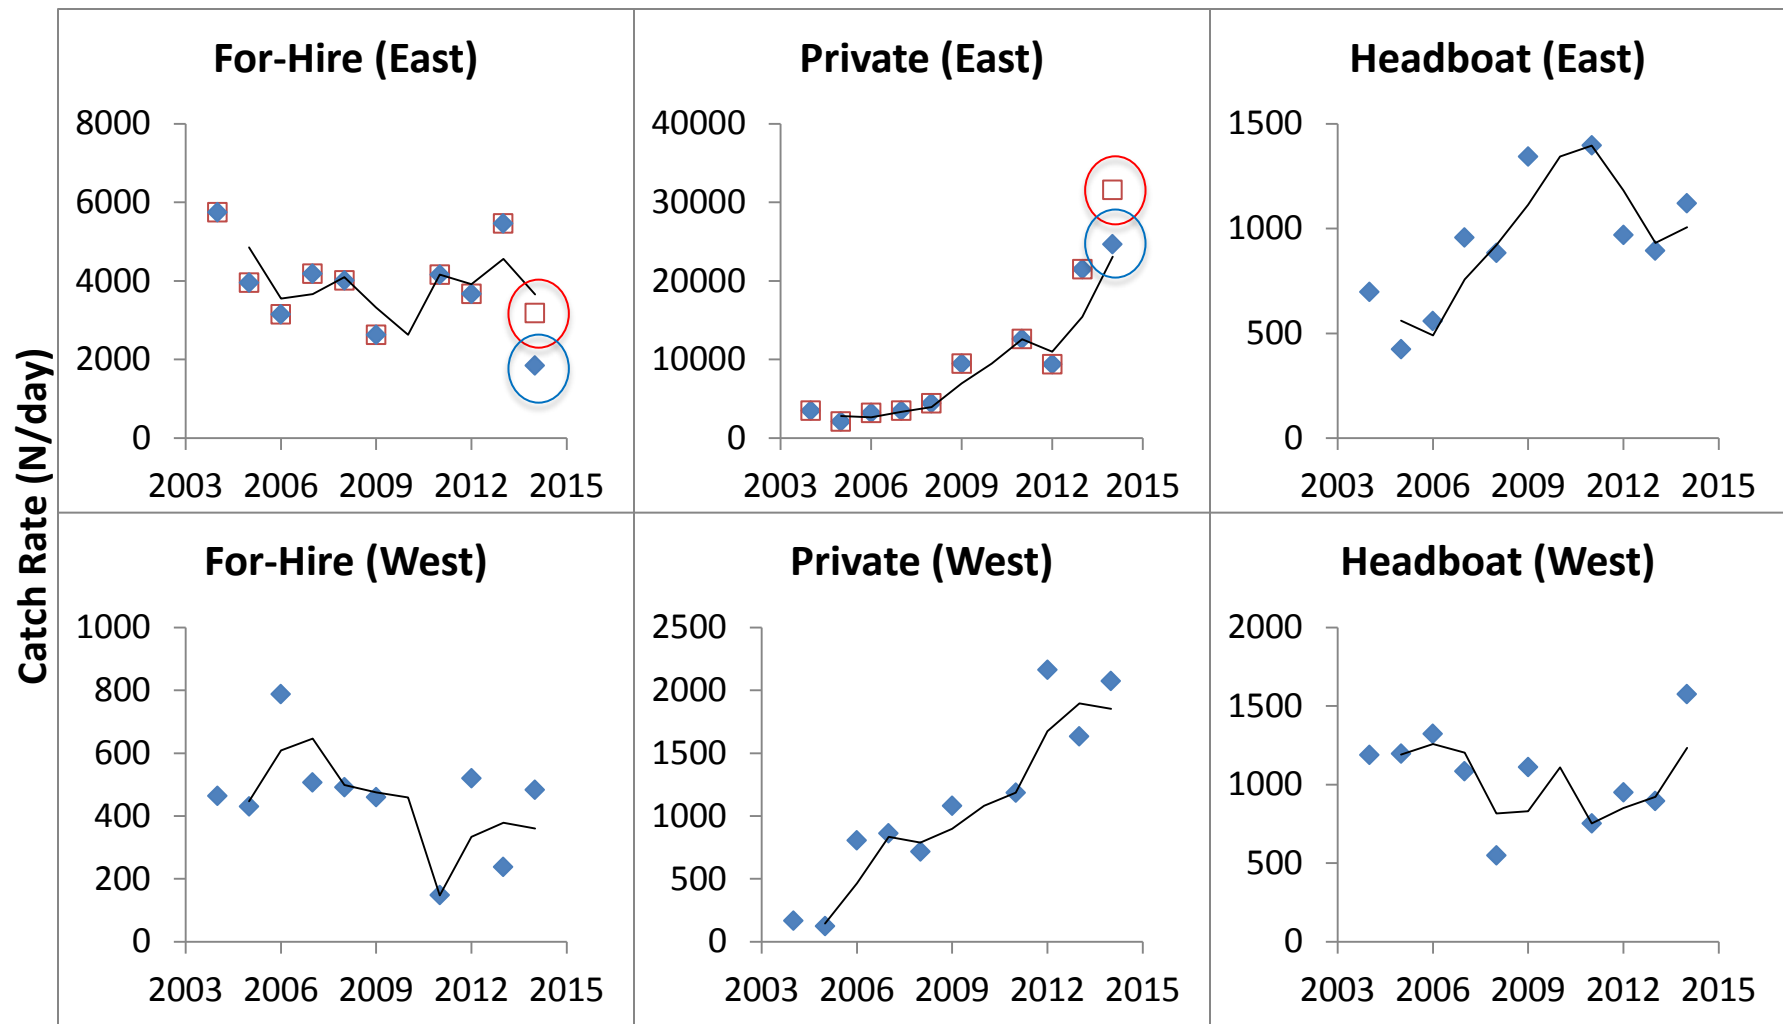 Catch Rate (N/day)
For-Hire (East)
8000
6000
4000
2000
0
2003 2006 2009 2012 2015
Private (East)
40000
30000
20000
10000
0
2003 2006 2009 2012 2015
Headboat (East)
1500
1000
500
0
2003 2006 2009 2012 2015
For-Hire (West)
1000
800
600
400
200
0
2003 2006 2009 2012 2015
Private (West)
2500
2000
1500
1000
500
0
2003 2006 2009 2012 2015
Headboat (West)
2000
1500
1000
500
0
2003 2006 2009 2012 2015